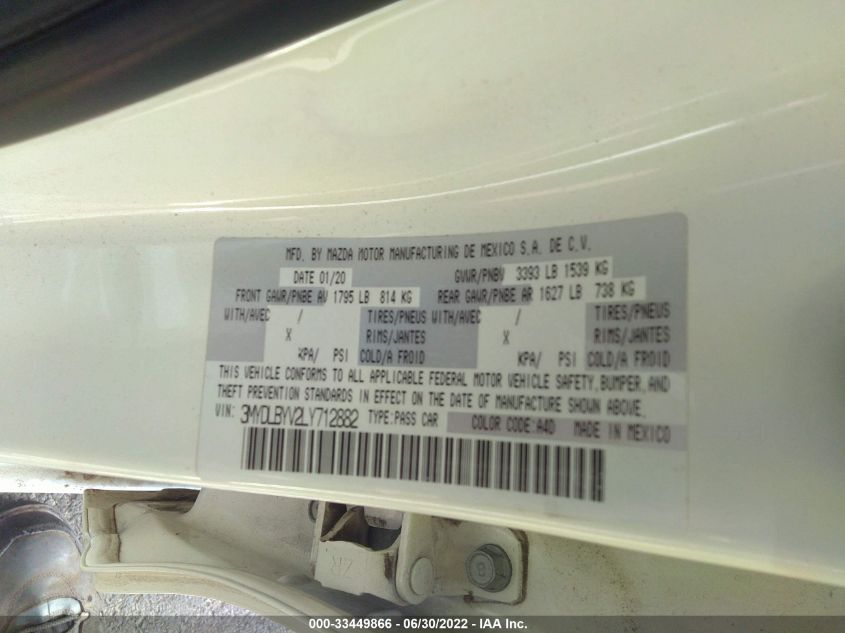 MFD. BY MAZDA MOTOR MANUFACTURING DE MEXICO S.A. DE C.V.
DATE 01/20 GVWR/PNBV 3393 LB 1539 KG
FRONT GAWR/PNBE AV 1795 LB 814 KG REAR GAWR/PNBE AR 1627 LB 738 KG
WITH/AVEC / TIRES/PNEUS WITH/AVEC / TIRES/PNEUS
X RIMS/JANTES X RIMS/JANTES
KPA/ PSI COLD/A FROID KPA/ PSI COLD/A FROID
THIS VEHICLE CONFORMS TO ALL APPLICABLE FEDERAL MOTOR VEHICLE SAFETY, BUMPER, AND
THEFT PREVENTION STANDARDS IN EFFECT ON THE DATE OF MANUFACTURE SHOWN ABOVE.
VIN: 3MYDLBYV2LY712882 TYPE:PASS CAR COLOR CODE:A4D MADE IN MEXICO
ZR
8
000-33449866 - 06/30/2022 - IAA Inc.